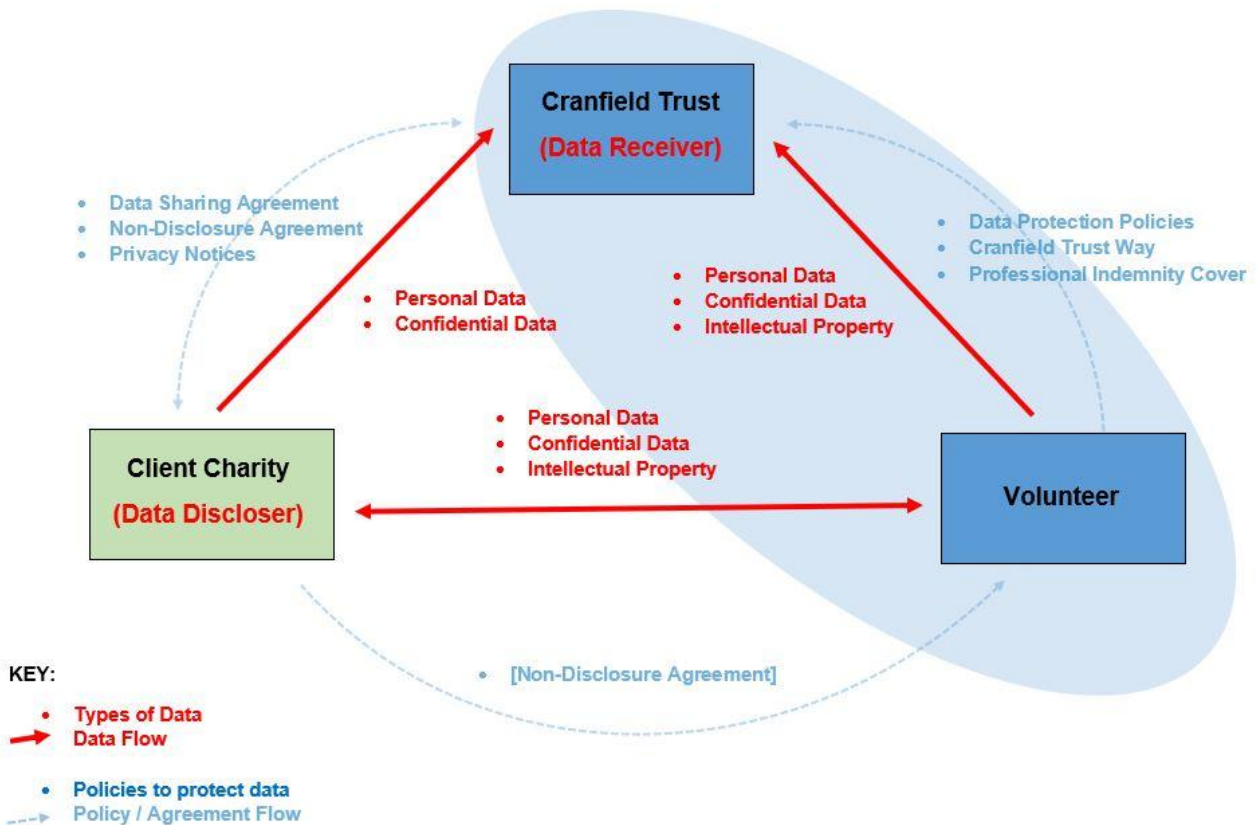 Cranfield Trust
(Data Receiver)
• Data Sharing Agreement
• Non-Disclosure Agreement
• Privacy Notices
• Data Protection Policies
• Cranfield Trust Way
• Professional Indemnity Cover
• Personal Data
• Confidential Data
• Personal Data
• Confidential Data
• Intellectual Property
• Personal Data
• Confidential Data
• Intellectual Property
Client Charity
(Data Discloser)
Volunteer
• [Non-Disclosure Agreement]
KEY:
• Types of Data
Data Flow
• Policies to protect data
Policy / Agreement Flow